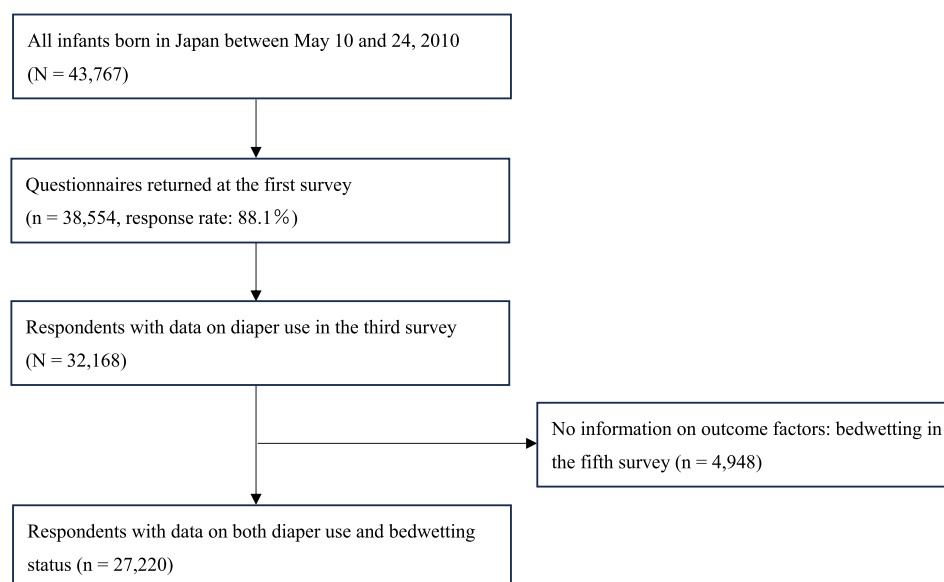 All infants born in Japan between May 10 and 24, 2010
(N = 43,767)
Questionnaires returned at the first survey
(n = 38,554, response rate: 88.1％)
Respondents with data on diaper use in the third survey
(N = 32,168)
No information on outcome factors: bedwetting in
the fifth survey (n = 4,948)
Respondents with data on both diaper use and bedwetting
status (n = 27,220)